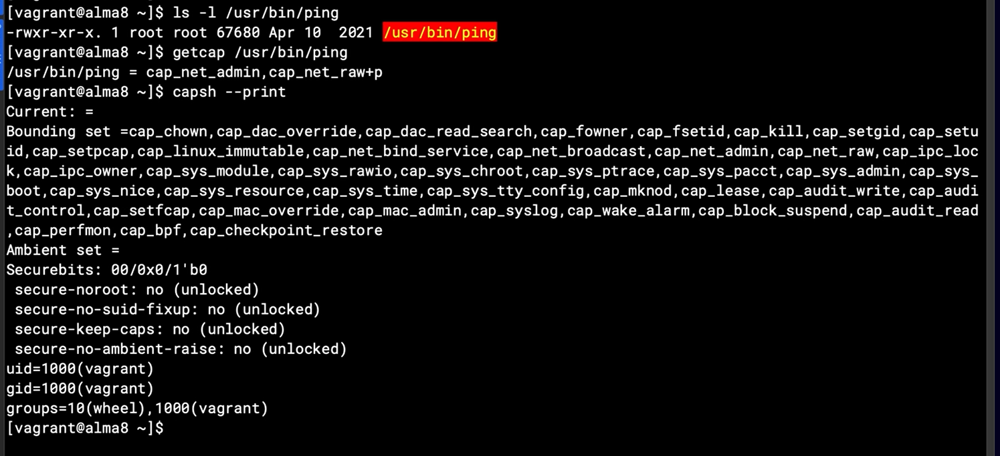 [vagrant@alma8 ~]$ ls -l /usr/bin/ping
-rwxr-xr-x. 1 root root 67680 Apr 10  2021 /usr/bin/ping
[vagrant@alma8 ~]$ getcap /usr/bin/ping
/usr/bin/ping = cap_net_admin,cap_net_raw+p
[vagrant@alma8 ~]$ capsh --print
Current: =
Bounding set =cap_chown,cap_dac_override,cap_dac_read_search,cap_fowner,cap_fsetid,cap_kill,cap_setgid,cap_setu
id,cap_setpcap,cap_linux_immutable,cap_net_bind_service,cap_net_broadcast,cap_net_admin,cap_net_raw,cap_ipc_loc
k,cap_ipc_owner,cap_sys_module,cap_sys_rawio,cap_sys_chroot,cap_sys_ptrace,cap_sys_pacct,cap_sys_admin,cap_sys_
boot,cap_sys_nice,cap_sys_resource,cap_sys_time,cap_sys_tty_config,cap_mknod,cap_lease,cap_audit_write,cap_audi
t_control,cap_setfcap,cap_mac_override,cap_mac_admin,cap_syslog,cap_wake_alarm,cap_block_suspend,cap_audit_read
,cap_perfmon,cap_bpf,cap_checkpoint_restore
Ambient set =
Securebits: 00/0x0/1'b0
 secure-noroot: no (unlocked)
 secure-no-suid-fixup: no (unlocked)
 secure-keep-caps: no (unlocked)
 secure-no-ambient-raise: no (unlocked)
uid=1000(vagrant)
gid=1000(vagrant)
groups=10(wheel),1000(vagrant)
[vagrant@alma8 ~]$